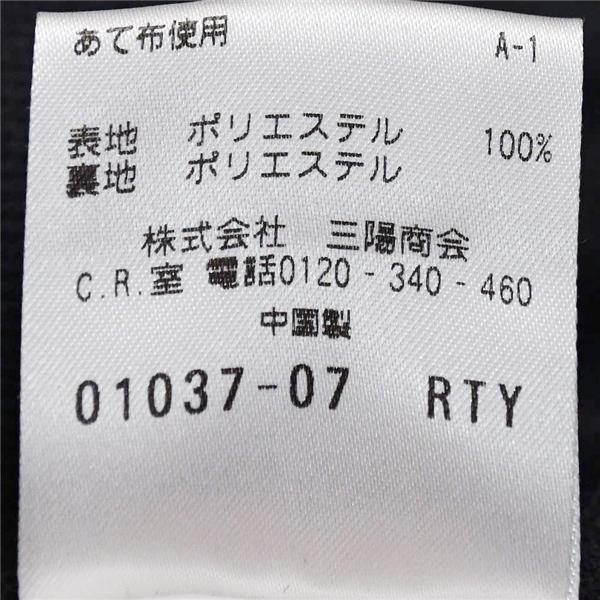 あて布使用 A-1
表地 ポリエステル 100%
裏地 ポリエステル
株式会社 三陽商会
C.R.室 電話0120-340-460
中国製
01037-07 RTY